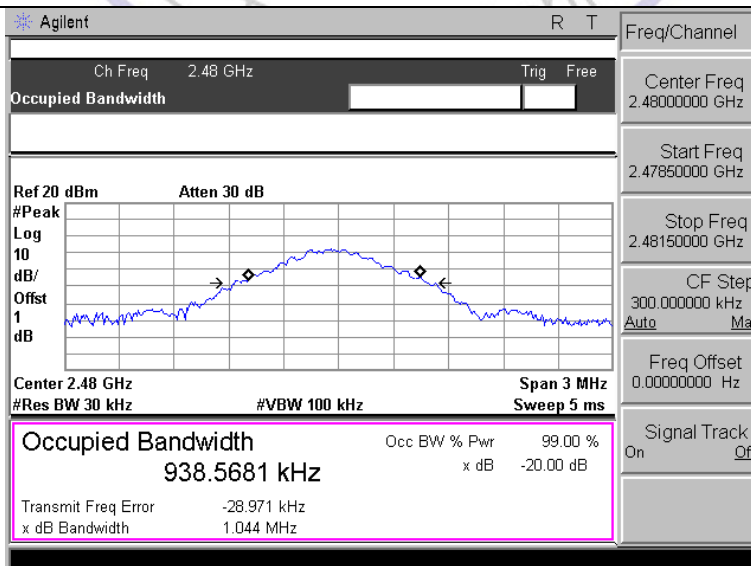 Agilent R T
Freq/Channel
Ch Freq 2.48 GHz Trig Free
Occupied Bandwidth
Center Freq
2.48000000 GHz
Start Freq
2.47850000 GHz
Stop Freq
2.48150000 GHz
CF Step
300.000000 kHz
Auto Ma
Freq Offset
0.00000000 Hz
Signal Track
On Of
Ref 20 dBm Atten 30 dB
#Peak
Log
10
dB/
Offst
1
dB
Center 2.48 GHz Span 3 MHz
#Res BW 30 kHz #VBW 100 kHz Sweep 5 ms
Occupied Bandwidth
938.5681 kHz
Occ BW % Pwr 99.00 %
x dB -20.00 dB
Transmit Freq Error -28.971 kHz
x dB Bandwidth 1.044 MHz